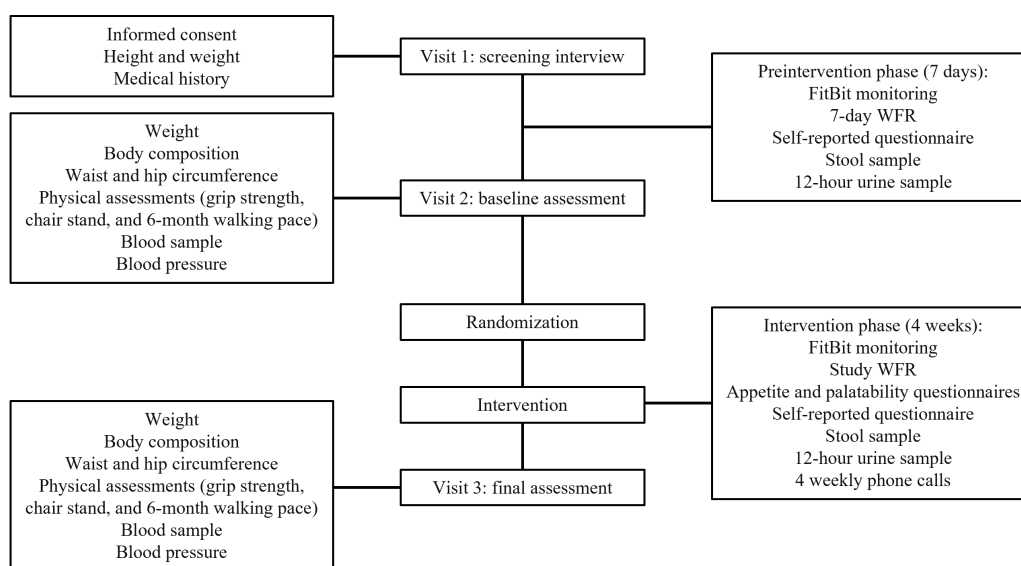 Informed consent
Height and weight
Medical history
Visit 1: screening interview
Preintervention phase (7 days):
FitBit monitoring
7-day WFR
Self-reported questionnaire
Stool sample
12-hour urine sample
Weight
Body composition
Waist and hip circumference
Physical assessments (grip strength,
chair stand, and 6-month walking pace)
Blood sample
Blood pressure
Visit 2: baseline assessment
Randomization
Intervention
Intervention phase (4 weeks):
FitBit monitoring
Study WFR
Appetite and palatability questionnaires
Self-reported questionnaire
Stool sample
12-hour urine sample
4 weekly phone calls
Weight
Body composition
Waist and hip circumference
Physical assessments (grip strength,
chair stand, and 6-month walking pace)
Blood sample
Blood pressure
Visit 3: final assessment